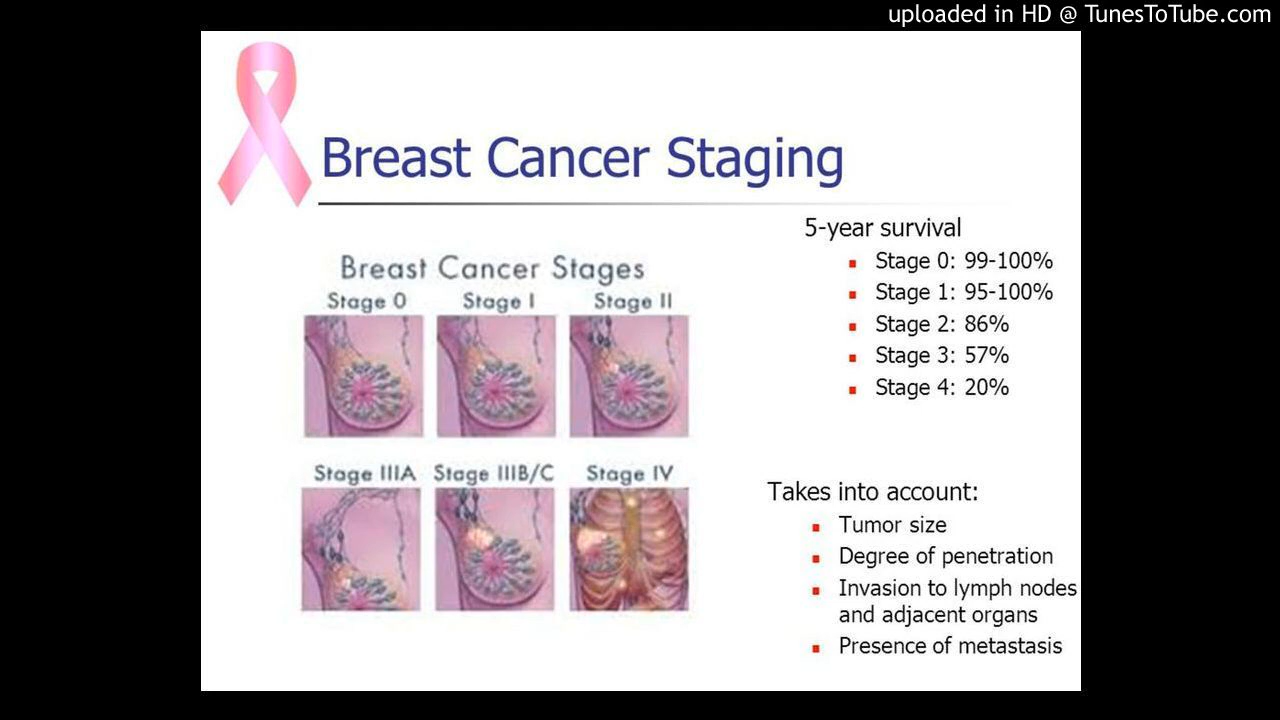 uploaded in HD @ TunesToTube.com
Breast Cancer Staging
Breast Cancer Stages
Stage 0 Stage I Stage II
Stage IIIA Stage IIIB/C Stage IV
5-year survival
Stage 0: 99-100%
Stage 1: 95-100%
Stage 2: 86%
Stage 3: 57%
Stage 4: 20%
Takes into account:
Tumor size
Degree of penetration
Invasion to lymph nodes
and adjacent organs
Presence of metastasis